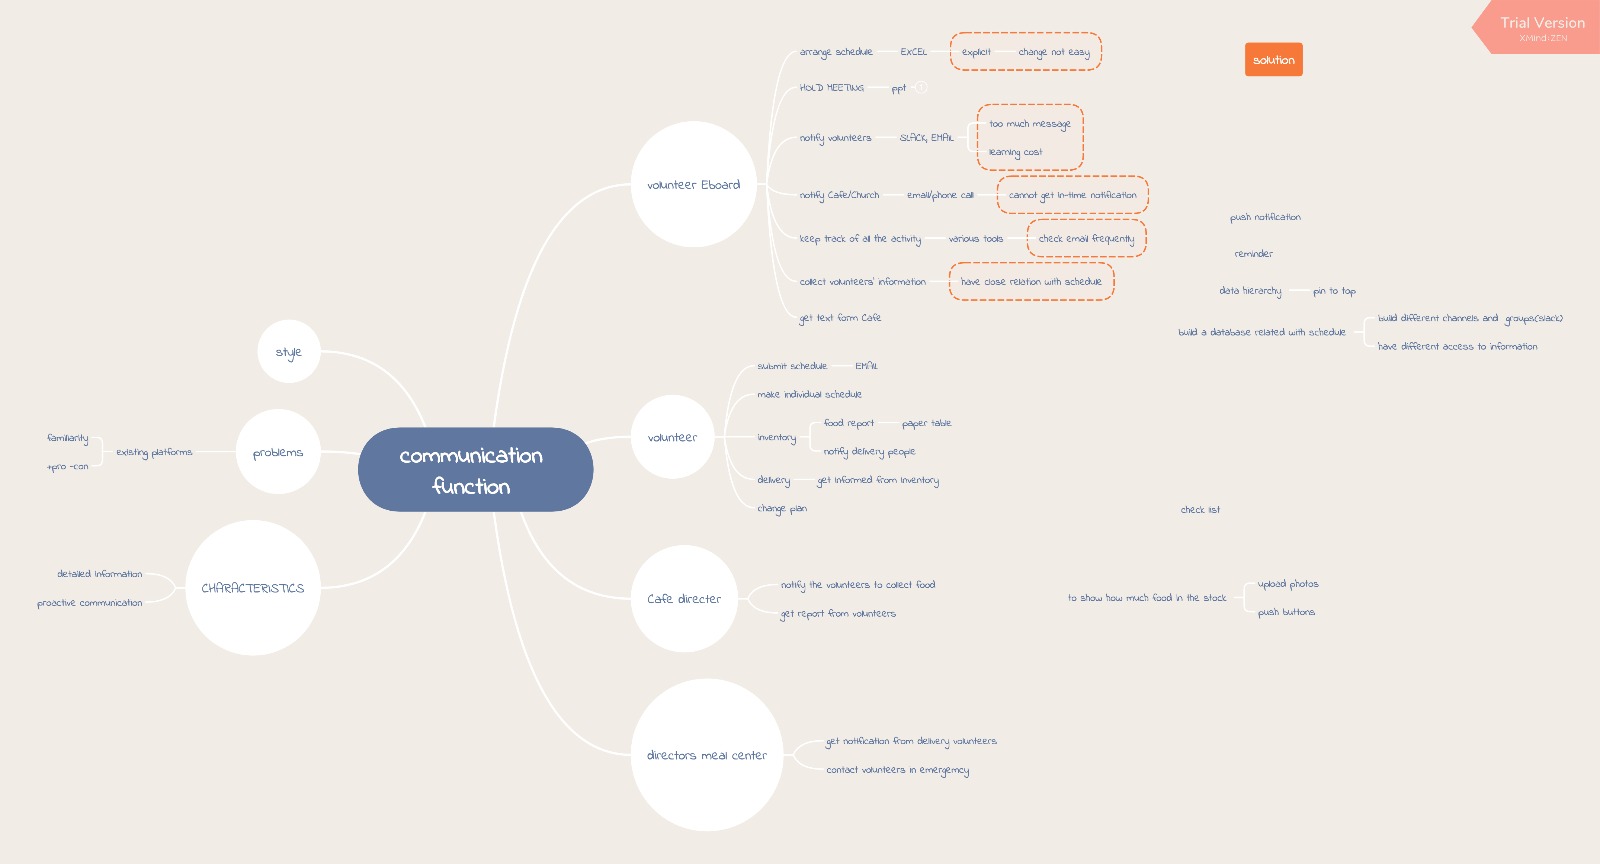 Trial Version
XMind:ZEN
solution
communication
function
volunteer Eboard
arrange schedule
EXCEL
explicit
change not easy
HOLD MEETING
ppt
notify volunteers
SLACK, EMAIL
too much message
learning cost
notify Cafe/Church
email/phone call
cannot get in-time notification
keep track of all the activity
various tools
check email frequently
collect volunteers' information
have close relation with schedule
get text form Cafe
push notification
reminder
data hierarchy
pin to top
build a database related with schedule
build different channels and groups(slack)
have different access to information
volunteer
submit schedule
EMAIL
make individual schedule
inventory
food report
paper table
notify delivery people
delivery
get informed from Inventory
change plan
check list
Cafe directer
notify the volunteers to collect food
get report from volunteers
to show how much food in the stock
upload photos
push buttons
directors meal center
get notification from delivery volunteers
contact volunteers in emergemcy
style
problems
existing platforms
familiarity
+pro -con
CHARACTERISTICS
detailed Information
proactive communication